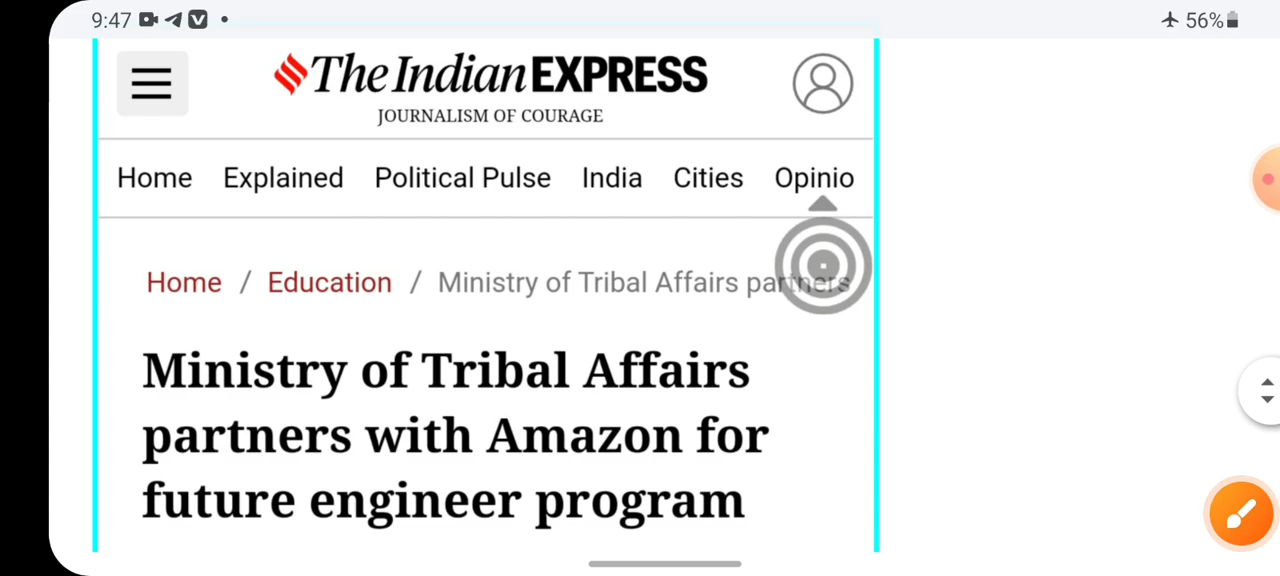 9:47 56%
The Indian EXPRESS
JOURNALISM OF COURAGE
Home Explained Political Pulse India Cities Opinio
Home / Education / Ministry of Tribal Affairs partners
Ministry of Tribal Affairs
partners with Amazon for
future engineer program